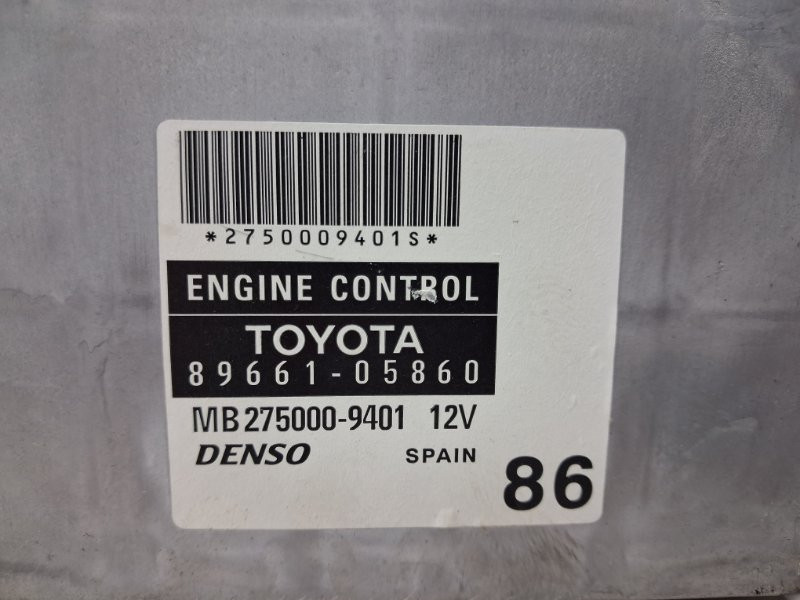 *2750009401S*
ENGINE CONTROL
TOYOTA
89661-05860
MB275000-9401 12V
DENSO SPAIN 86